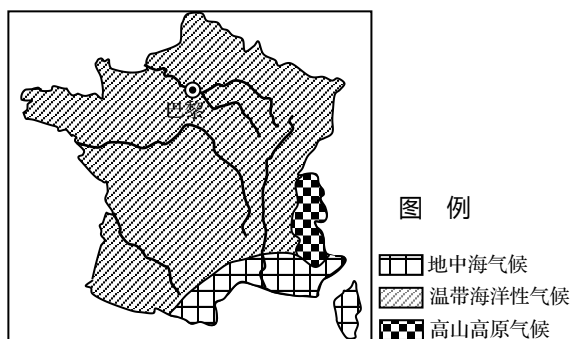 巴黎
图 例
地中海气候
温带海洋性气候
高山高原气候